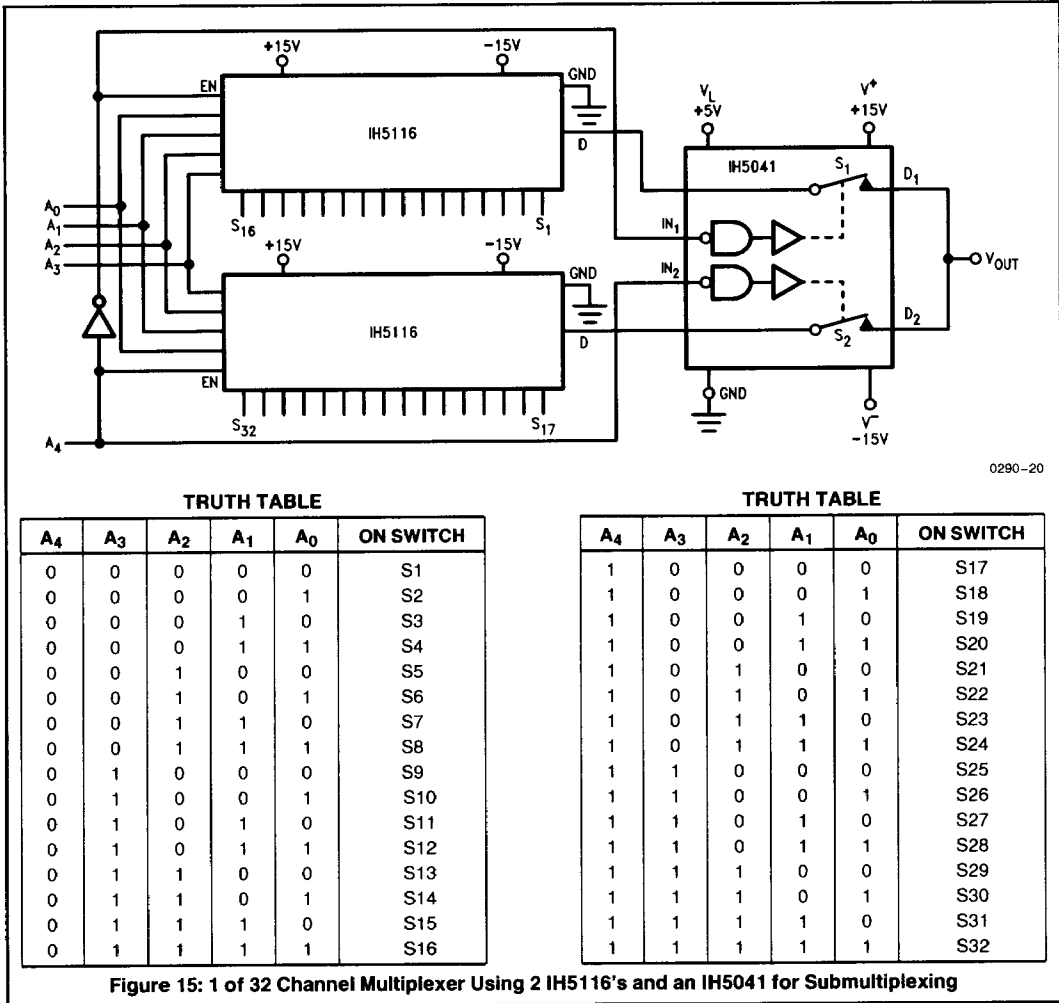 +15V
-15V
EN
GND
IH5116
D
S16
S1
A0
A1
A2
A3
+15V
-15V
GND
IH5116
D
EN
S32
S17
A4
VL
+5V
V+
+15V
IH5041
S1
D1
IN1
IN2
VOUT
D2
S2
GND
V-
-15V
0290-20
TRUTH TABLE
A4 A3 A2 A1 A0 ON SWITCH
0 0 0 0 0 S1
0 0 0 0 1 S2
0 0 0 1 0 S3
0 0 0 1 1 S4
0 0 1 0 0 S5
0 0 1 0 1 S6
0 0 1 1 0 S7
0 0 1 1 1 S8
0 1 0 0 0 S9
0 1 0 0 1 S10
0 1 0 1 0 S11
0 1 0 1 1 S12
0 1 1 0 0 S13
0 1 1 0 1 S14
0 1 1 1 0 S15
0 1 1 1 1 S16
TRUTH TABLE
A4 A3 A2 A1 A0 ON SWITCH
1 0 0 0 0 S17
1 0 0 0 1 S18
1 0 0 1 0 S19
1 0 0 1 1 S20
1 0 1 0 0 S21
1 0 1 0 1 S22
1 0 1 1 0 S23
1 0 1 1 1 S24
1 1 0 0 0 S25
1 1 0 0 1 S26
1 1 0 1 0 S27
1 1 0 1 1 S28
1 1 1 0 0 S29
1 1 1 0 1 S30
1 1 1 1 0 S31
1 1 1 1 1 S32
Figure 15: 1 of 32 Channel Multiplexer Using 2 IH5116's and an IH5041 for Submultiplexing